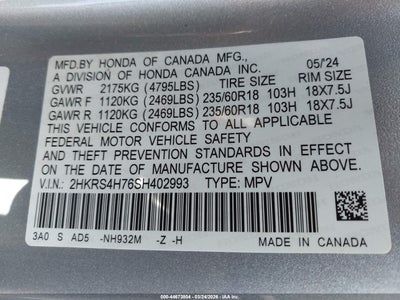 MFD.BY HONDA OF CANADA MFG.,
A DIVISION OF HONDA CANADA INC. 05/'24
GVWR 2175KG (4795LBS) TIRE SIZE RIM SIZE
GAWR F 1120KG (2469LBS) 235/60R18 103H 18X7.5J
GAWR R 1120KG (2469LBS) 235/60R18 103H 18X7.5J
THIS VEHICLE CONFORMS TO ALL APPLICABLE
FEDERAL MOTOR VEHICLE SAFETY AND
THEFT PREVENTION STANDARDS IN EFFECT ON
THE DATE OF MANUFACTURE SHOWN ABOVE.
V.I.N.: 2HKRS4H76SH402993 TYPE: MPV
3A0 S AD5 -NH932M -Z -H
MADE IN CANADA
000-44673804 - 03/24/2026 - IAA Inc.